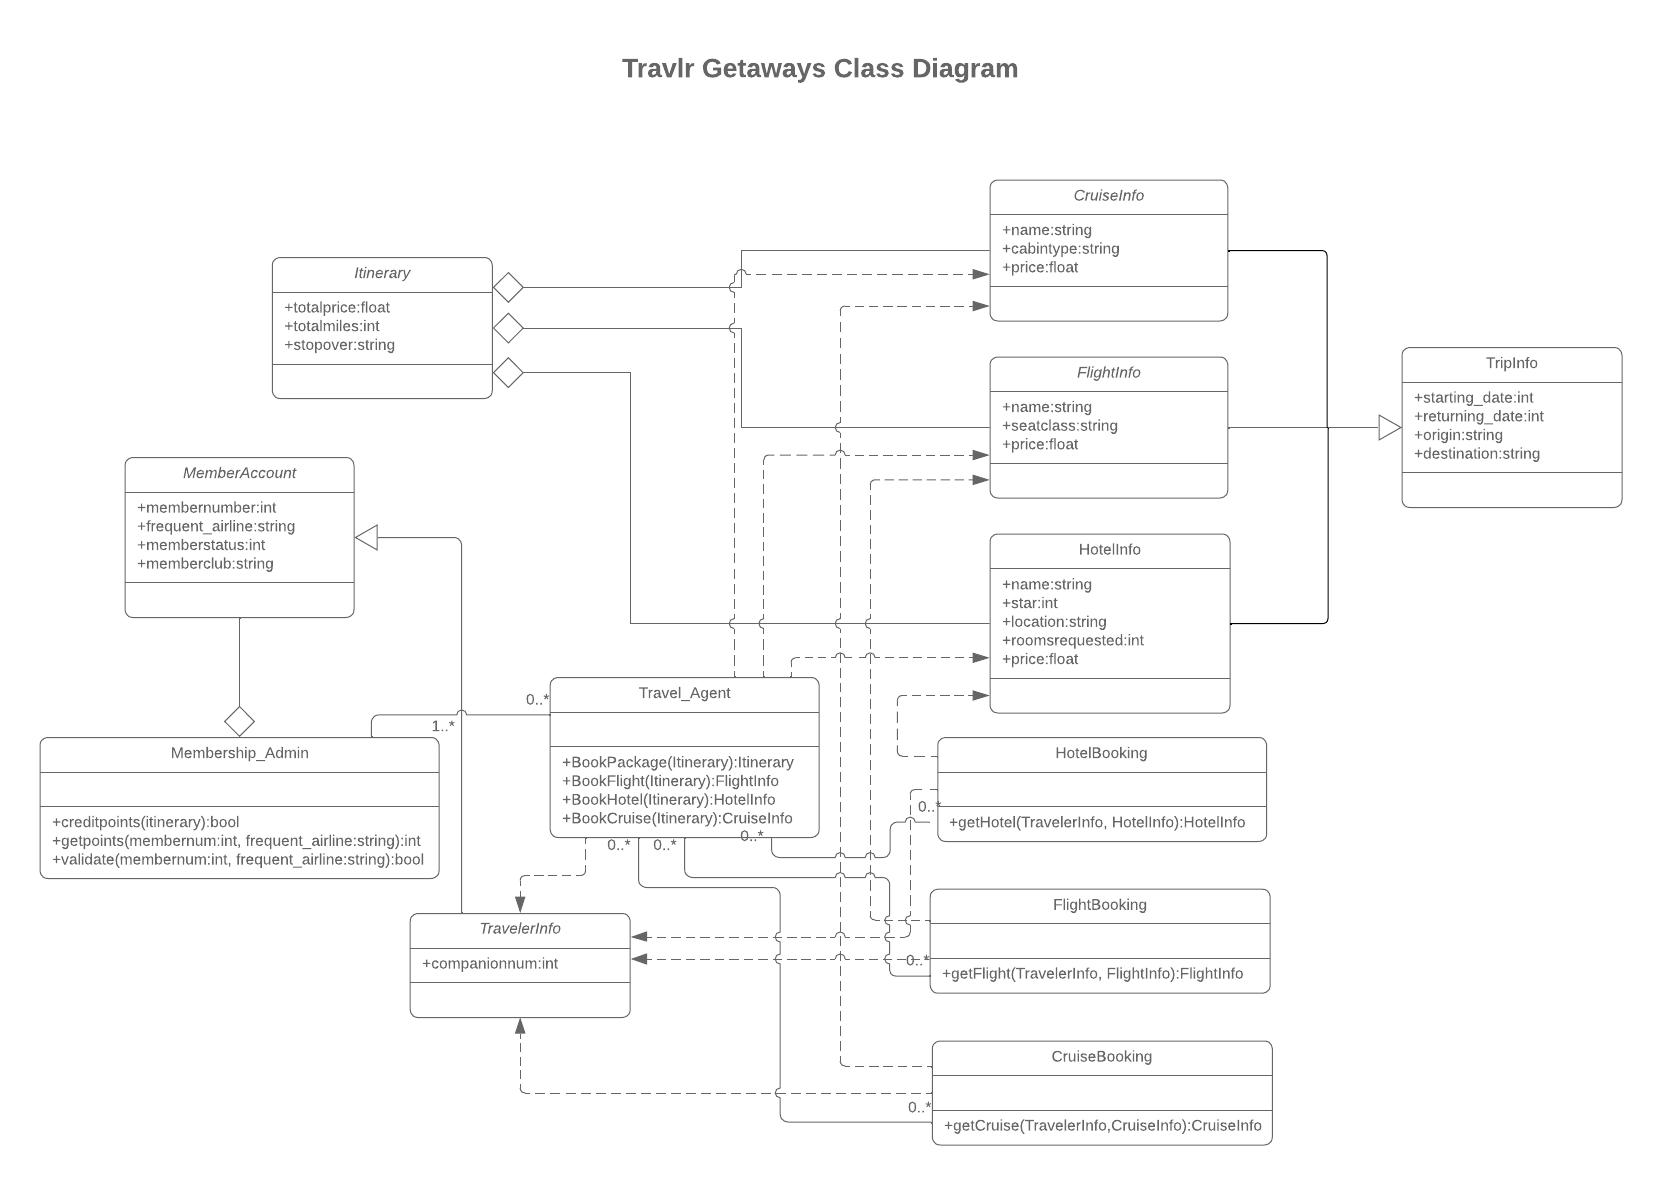 Travlr Getaways Class Diagram
CruiseInfo
+name:string
+cabintype:string
+price:float
Itinerary
+totalprice:float
+totalmiles:int
+stopover:string
FlightInfo
+name:string
+seatclass:string
+price:float
TripInfo
+starting_date:int
+returning_date:int
+origin:string
+destination:string
MemberAccount
+membernumber:int
+frequent_airline:string
+memberstatus:int
+memberclub:string
HotelInfo
+name:string
+star:int
+location:string
+roomsrequested:int
+price:float
0..*
1..*
Travel_Agent
+BookPackage(Itinerary):Itinerary
+BookFlight(Itinerary):FlightInfo
+BookHotel(Itinerary):HotelInfo
+BookCruise(Itinerary):CruiseInfo
0..*
0..*
0..*
Membership_Admin
+creditpoints(itinerary):bool
+getpoints(membernum:int, frequent_airline:string):int
+validate(membernum:int, frequent_airline:string):bool
HotelBooking
0..*
+getHotel(TravelerInfo, HotelInfo):HotelInfo
TravelerInfo
+companionnum:int
FlightBooking
0..*
+getFlight(TravelerInfo, FlightInfo):FlightInfo
CruiseBooking
0..*
+getCruise(TravelerInfo,CruiseInfo):CruiseInfo